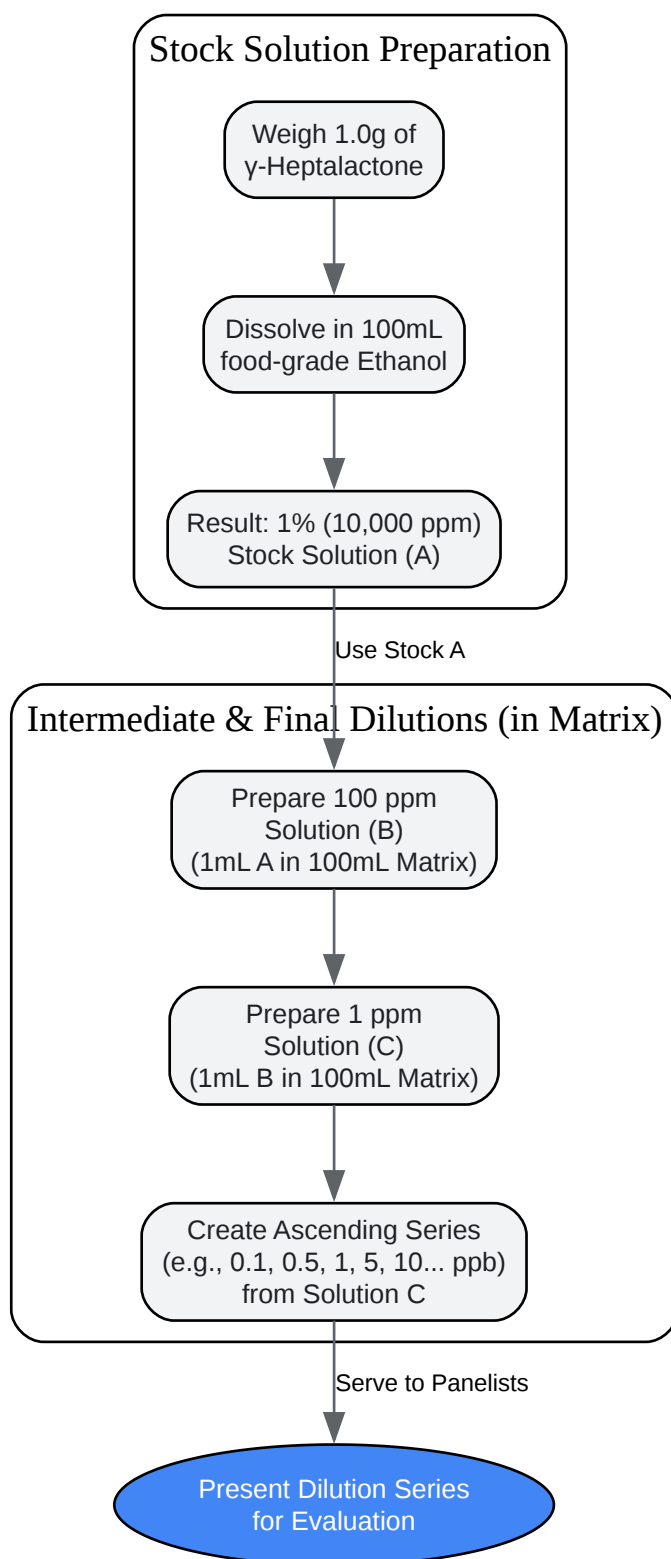 Stock Solution Preparation
Weigh 1.0g of
γ-Heptalactone
Dissolve in 100mL
food-grade Ethanol
Result: 1% (10,000 ppm)
Stock Solution (A)
Use Stock A
Intermediate & Final Dilutions (in Matrix)
Prepare 100 ppm
Solution (B)
(1mL A in 100mL Matrix)
Prepare 1 ppm
Solution (C)
(1mL B in 100mL Matrix)
Create Ascending Series
(e.g., 0.1, 0.5, 1, 5, 10... ppb)
from Solution C
Serve to Panelists
Present Dilution Series
for Evaluation